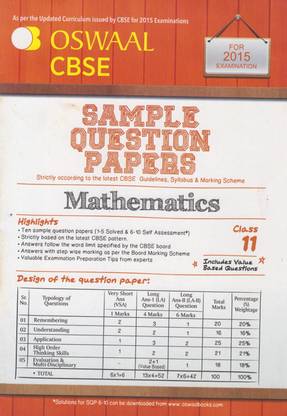 As per the Updated Curriculum issued by CBSE for 2015 Examinations
OSWAAL
CBSE
FOR
2015
EXAMINATION
SAMPLE
QUESTION
PAPERS
Strictly according to the latest CBSE Guidelines, Syllabus & Marking Scheme
Mathematics
Highlights
• Ten sample question papers (1-5 Solved & 6-10 Self Assessment*)
• Strictly based on the latest CBSE pattern.
• Answers follow the word limit specified by the CBSE board
• Answers with step wise marking as per the Board Marking Scheme
• Valuable Examination Preparation Tips from experts
Class
11
Includes Value
Based Questions
Design of the question paper:
Sr. No. Typology of Questions Very Short Ans (VSA) Long Ans-I (LA) Question Long Ans-II (LA-II) Question Total Marks Percentage (%) Weightage
1 Marks 4 Marks 6 Marks
01 Remembering 2 3 1 20 20%
02 Understanding 2 2 1 16 16%
03 Application 1 3 2 25 25%
04 High Order Thinking Skills 1 2 2 21 21%
05 Evaluation & Multi-Disciplinary - 2+1 (Value Based) 1 18 18%
• TOTAL 6x1=6 13x4=52 7x6=42 100 100%
*Solutions for SQP 6-10 can be downloaded from www.oswaalbooks.com